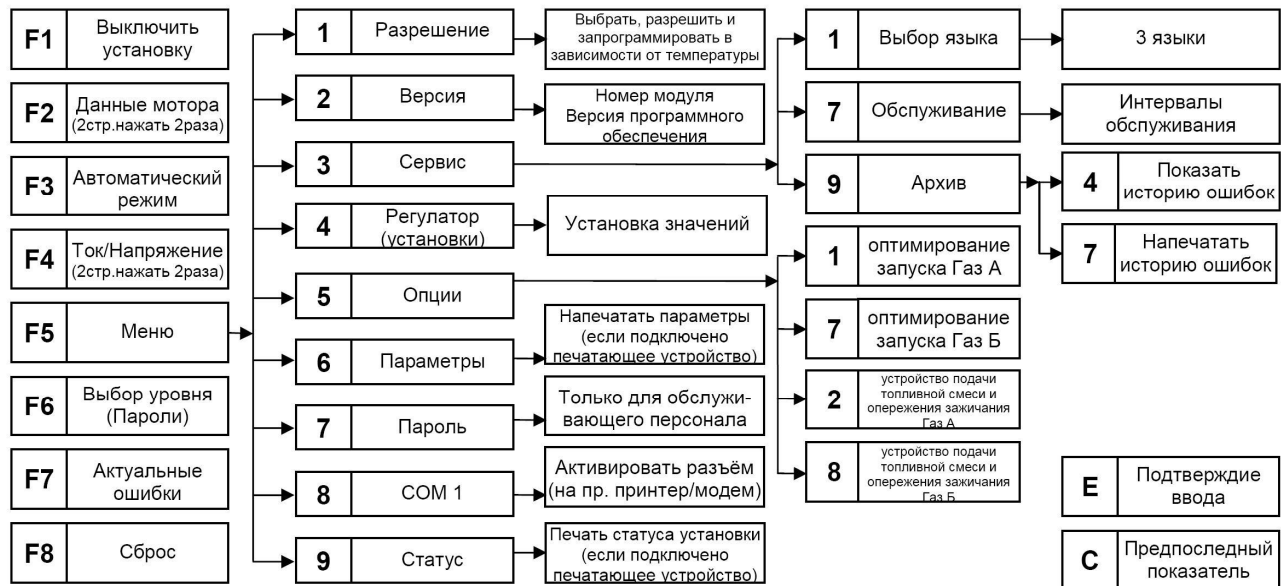 F1
Выключить
установку
F2
Данные мотора
(2стр.нажать 2раза)
F3
Автоматический
режим
F4
Ток/Напряжение
(2стр.нажать 2раза)
F5
Меню
F6
Выбор уровня
(Пароли)
F7
Актуальные
ошибки
F8
Сброс
1
Разрешение
Выбрать, разрешить и
запрограммировать в
зависимости от температуры
2
Версия
Номер модуля
Версия программного
обеспечения
3
Сервис
4
Регулятор
(установки)
Установка значений
5
Опции
6
Параметры
Напечатать параметры
(если подключено
печатающее устройство)
7
Пароль
Только для обслужи-
вающего персонала
8
COM 1
Активировать разъём
(на пр. принтер/модем)
9
Статус
Печать статуса установки
(если подключено
печатающее устройство)
1
Выбор языка
3 языки
7
Обслуживание
Интервалы
обслуживания
9
Архив
4
Показать
историю ошибок
7
Напечатать
историю ошибок
1
оптимирование
запуска Газ А
7
оптимирование
запуска Газ Б
2
устройство подачи
топливной смеси и
опережения зажичания
Газ А
8
устройство подачи
топливной смеси и
опережения зажичания
Газ Б
E
Подтверждие
ввода
C
Предпоследный
показатель